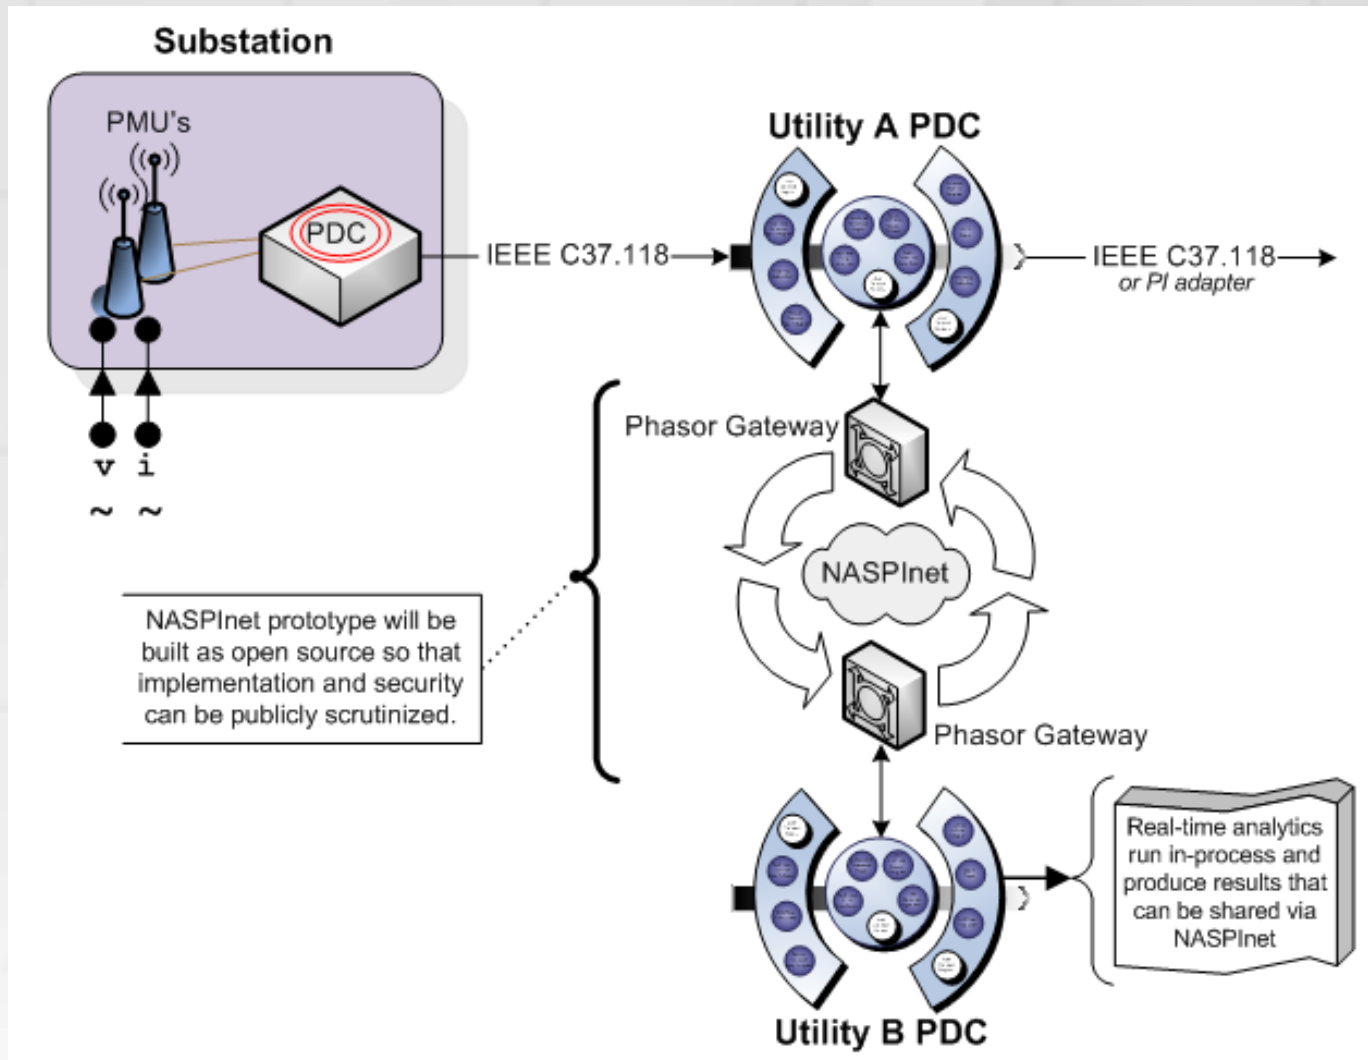 Substation
PMU's
PDC
v i
~ ~
IEEE C37.118
Utility A PDC
IEEE C37.118
or PI adapter
Phasor Gateway
NASPInet
Phasor Gateway
NASPInet prototype will be
built as open source so that
implementation and security
can be publicly scrutinized.
Real-time analytics
run in-process and
produce results that
can be shared via
NASPInet
Utility B PDC